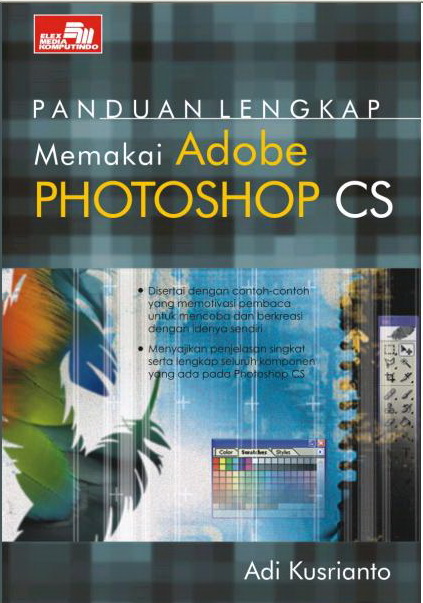 ELEX
MEDIA
KOMPUTINDO
PANDUAN LENGKAP
Memakai Adobe
PHOTOSHOP CS
• Disertai dengan contoh-contoh
yang memotivasi pembaca
untuk mencoba dan berkreasi
dengan idenya sendiri
• Menyajikan penjelasan singkat
serta lengkap seluruh komponen
yang ada pada Photoshop CS
Color Swatches Styles
Adi Kusrianto